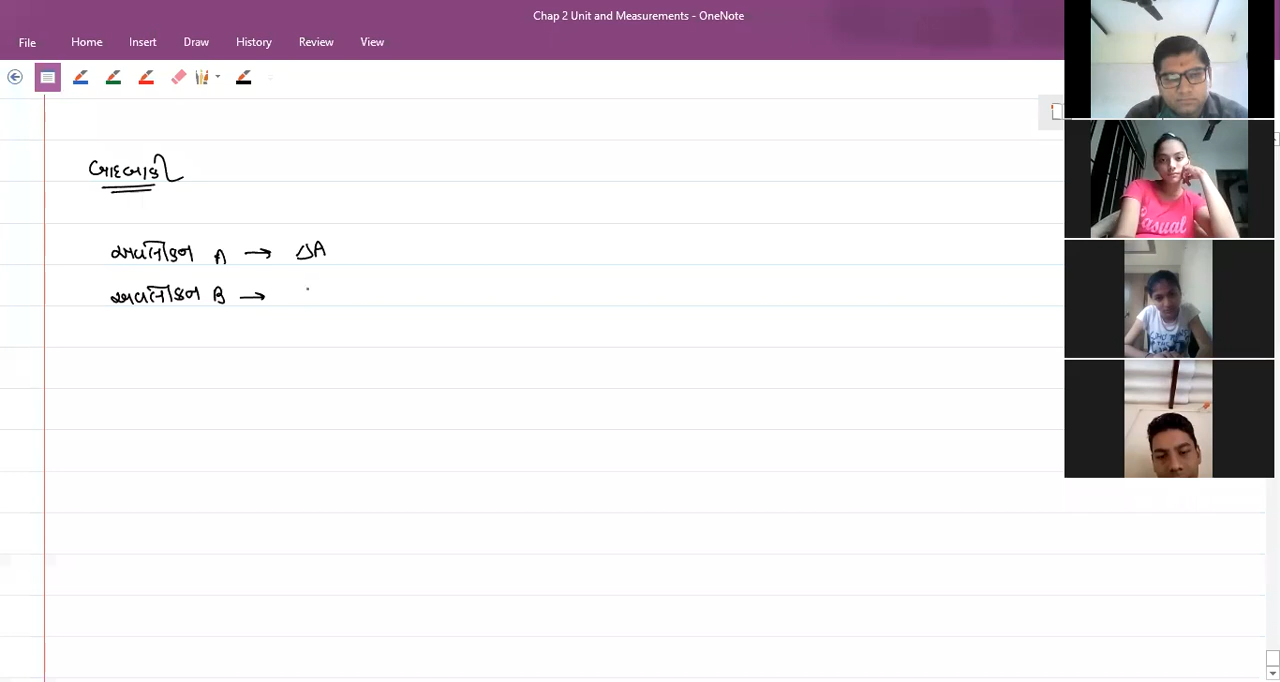 Chap 2 Unit and Measurements - OneNote
File Home Insert Draw History Review View
બાદબાકી
અવલોકન A → ΔA
અવલોકન B →
Casual